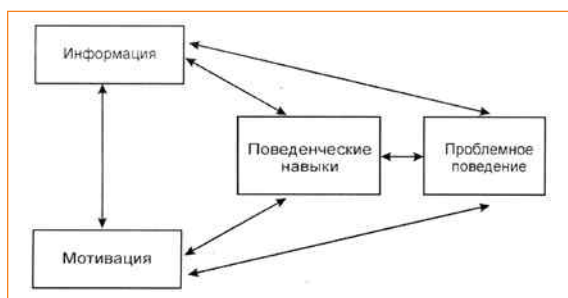 Информация
Поведенческие
навыки
Проблемное
поведение
Мотивация